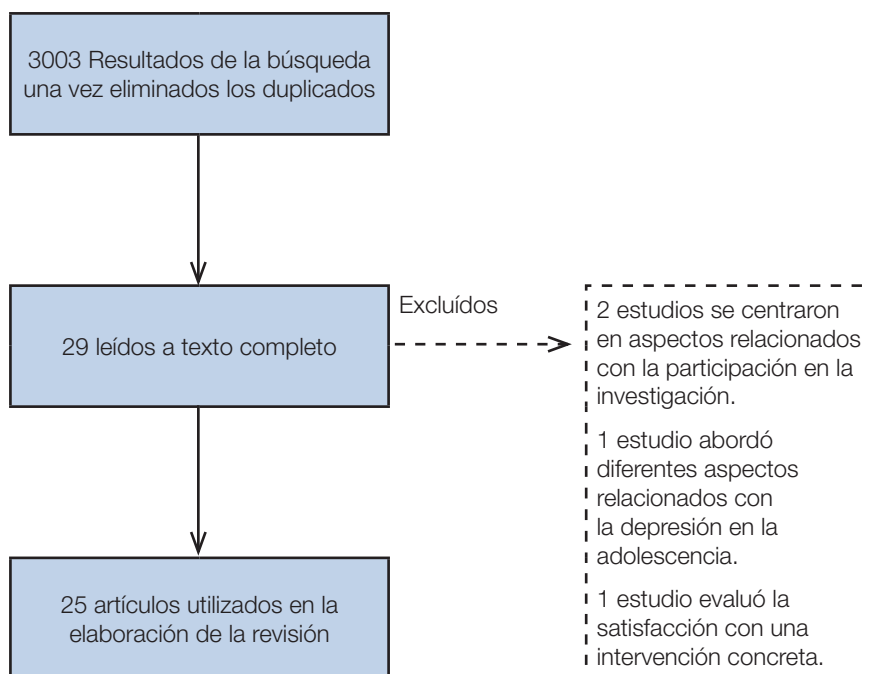 3003 Resultados de la búsqueda
una vez eliminados los duplicados
29 leídos a texto completo
Excluídos
2 estudios se centraron
en aspectos relacionados
con la participación en la
investigación.
1 estudio abordó
diferentes aspectos
relacionados con
la depresión en la
adolescencia.
1 estudio evaluó la
satisfacción con una
intervención concreta.
25 artículos utilizados en la
elaboración de la revisión